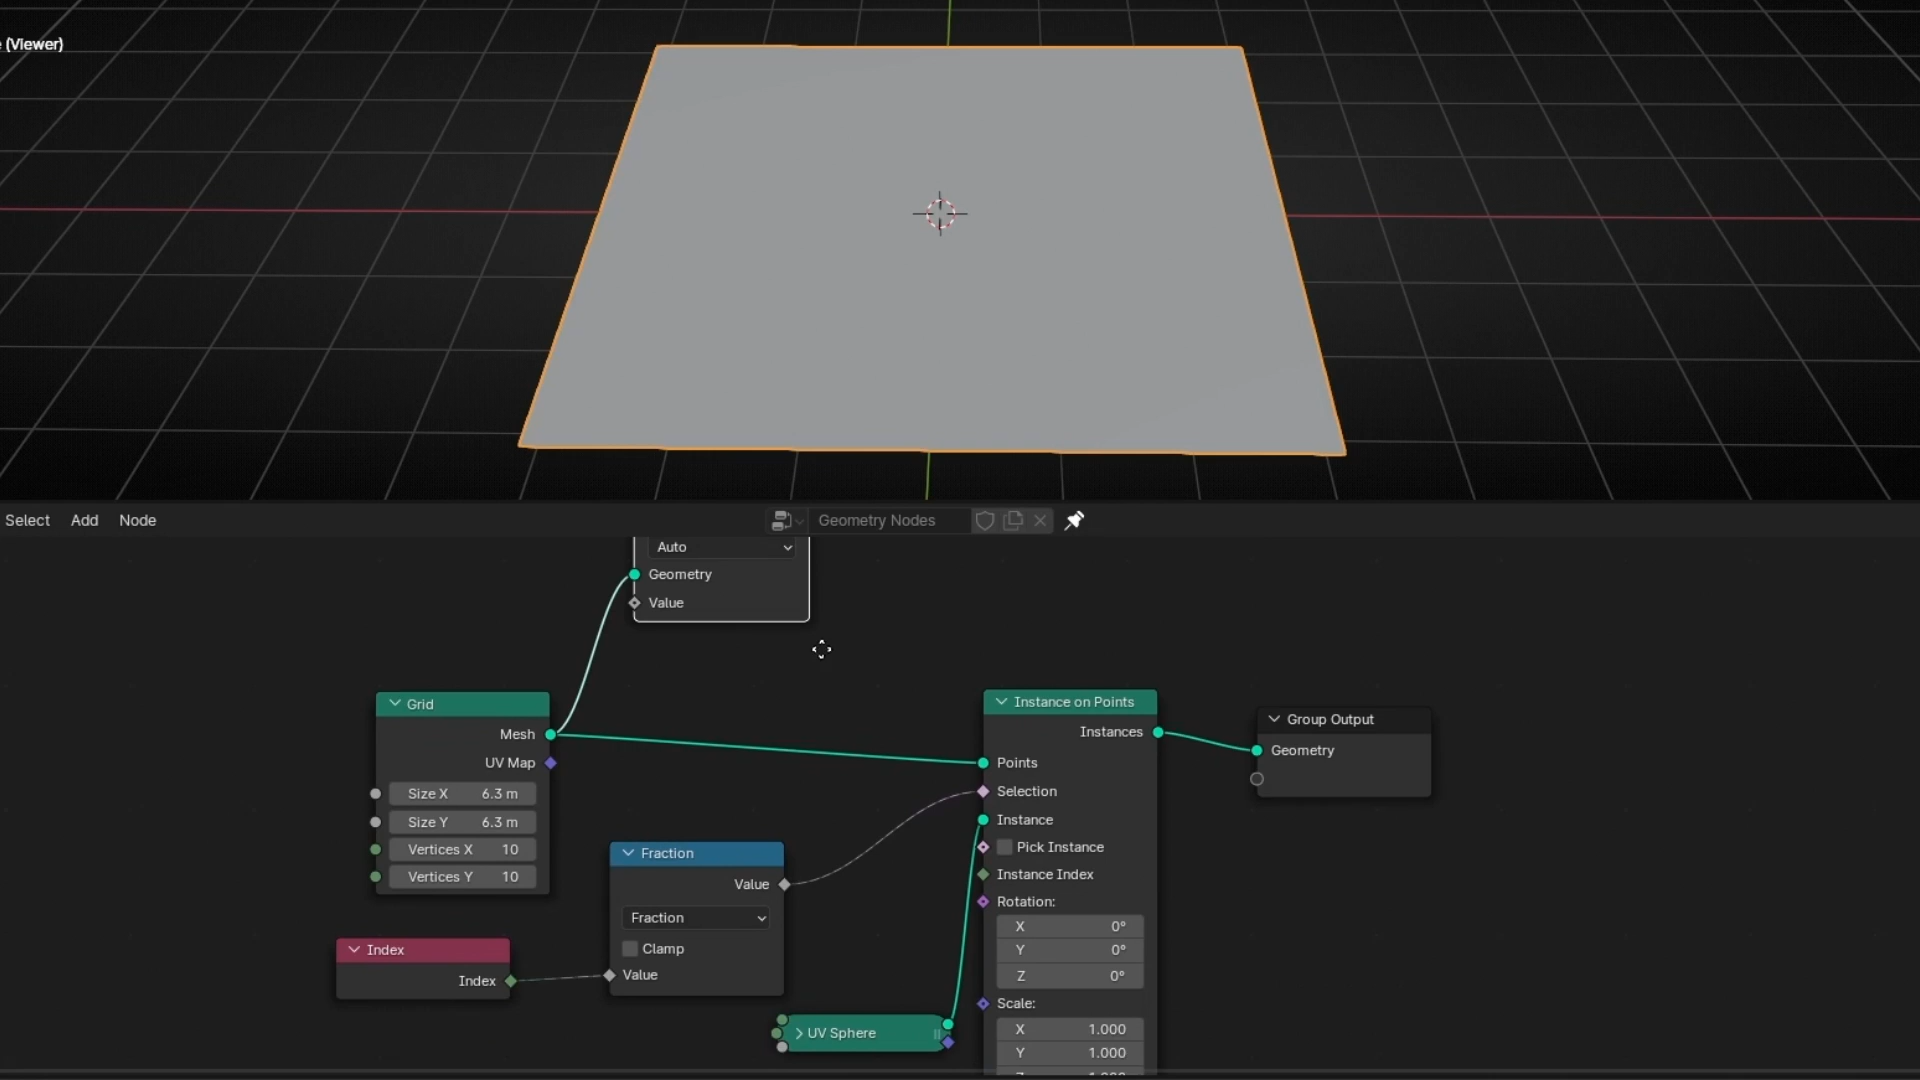 (Viewer)
Select Add Node
Geometry Nodes
Auto
Geometry
Value
Grid
Mesh
UV Map
Size X 6.3 m
Size Y 6.3 m
Vertices X 10
Vertices Y 10
Index
Index
Fraction
Value
Fraction
Clamp
Value
UV Sphere
Instance on Points
Instances
Points
Selection
Instance
Pick Instance
Instance Index
Rotation:
X 0°
Y 0°
Z 0°
Scale:
X 1.000
Y 1.000
Group Output
Geometry